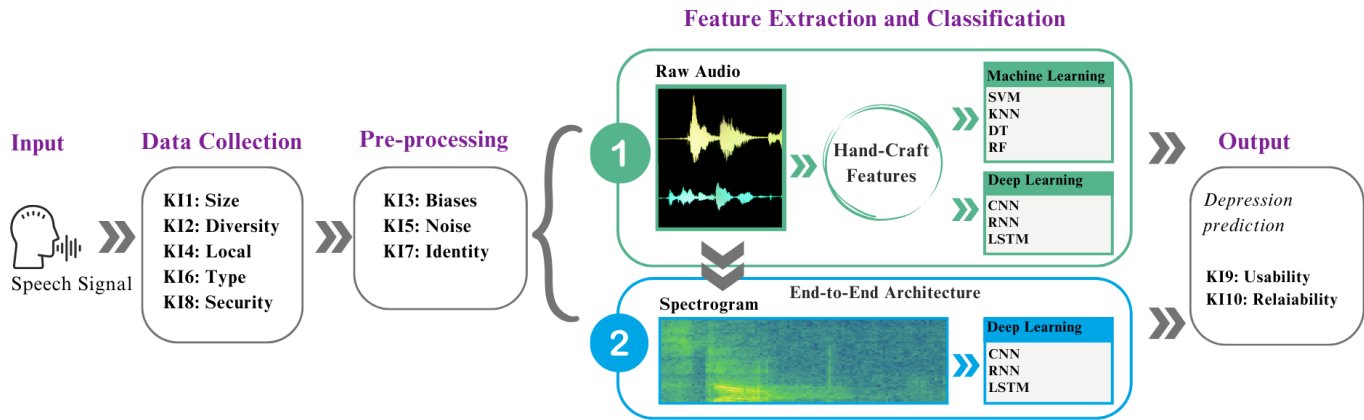 Input
Speech Signal
Data Collection
KI1: Size
KI2: Diversity
KI4: Local
KI6: Type
KI8: Security
Pre-processing
KI3: Biases
KI5: Noise
KI7: Identity
Feature Extraction and Classification
1
Raw Audio
Hand-Craft
Features
Machine Learning
SVM
KNN
DT
RF
Deep Learning
CNN
RNN
LSTM
2
End-to-End Architecture
Spectrogram
Deep Learning
CNN
RNN
LSTM
Output
Depression
prediction
KI9: Usability
KI10: Relaiability